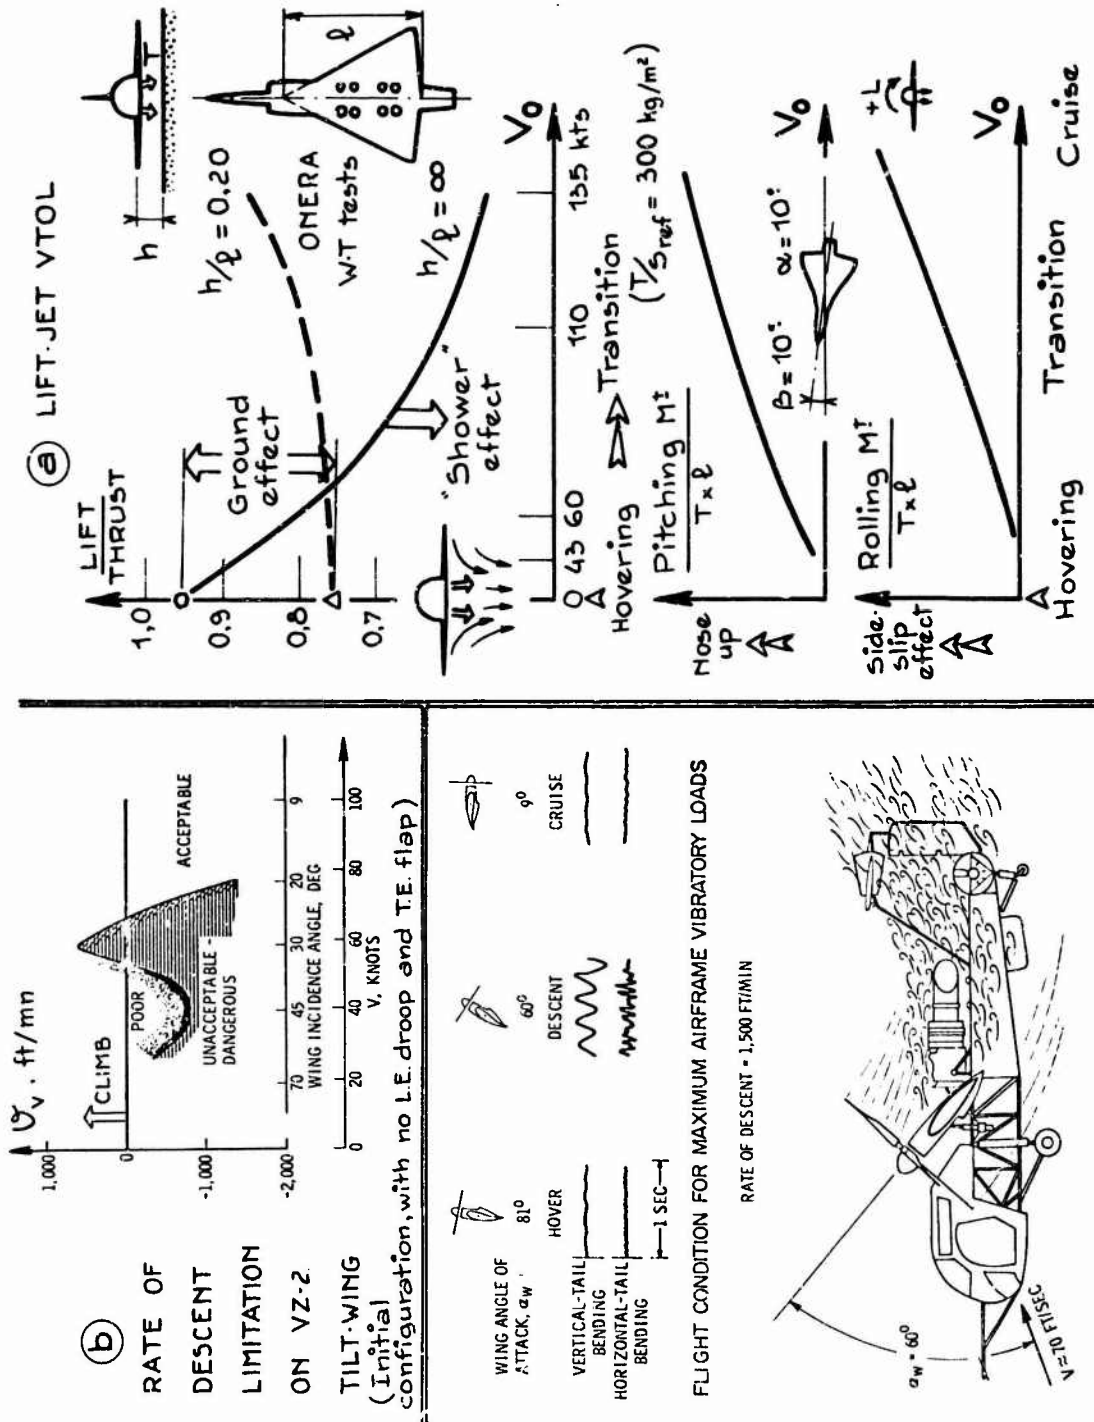 (a) LIFT-JET VTOL
LIFT
THRUST
1,0
0,9
0,8
0,7
Ground
effect
"Shower"
effect
h
T
l
h/l = 0,20
ONERA
W.T tests
h/l = ∞
V₀
0
43
60
110
135 kts
Hovering
Transition
(T/Sref = 300 kg/m²)
Pitching Mᵗ
T x l
Nose
up
V₀
β = 10°
α = 10°
Rolling Mᵗ
T x l
side-
slip
effect
+L
V₀
Hovering
Transition
Cruise
(b)
RATE OF
DESCENT
LIMITATION
ON VZ-2
TILT-WING
(Initial
configuration, with no L.E. droop and T.E. flap)
𝒱v. ft/mn
1,000
0
-1,000
-2,000
CLIMB
POOR
UNACCEPTABLE -
DANGEROUS
ACCEPTABLE
70
45
30
20
9
WING INCIDENCE ANGLE, DEG
0
20
40
60
80
100
V, KNOTS
WING ANGLE OF
ATTACK, αw
81°
60°
9°
HOVER
DESCENT
CRUISE
VERTICAL-TAIL
BENDING
HORIZONTAL-TAIL
BENDING
1 SEC
FLIGHT CONDITION FOR MAXIMUM AIRFRAME VIBRATORY LOADS
RATE OF DESCENT = 1,500 FT/MIN
αw = 60°
V = 70 FT/SEC